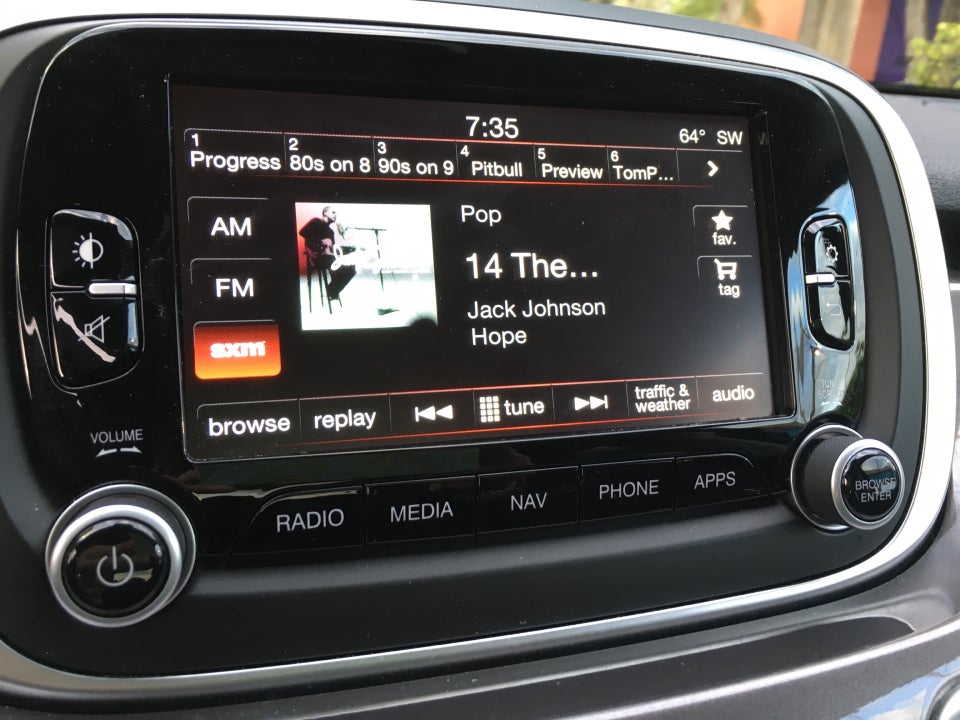 7:35
64° SW
1 Progress
2 80s on 8
3 90s on 9
4 Pitbull
5 Preview
6 TomP...
AM
FM
sxm
Pop
14 The...
Jack Johnson
Hope
fav.
tag
browse
replay
tune
traffic & weather
audio
VOLUME
RADIO
MEDIA
NAV
PHONE
APPS
BROWSE
ENTER